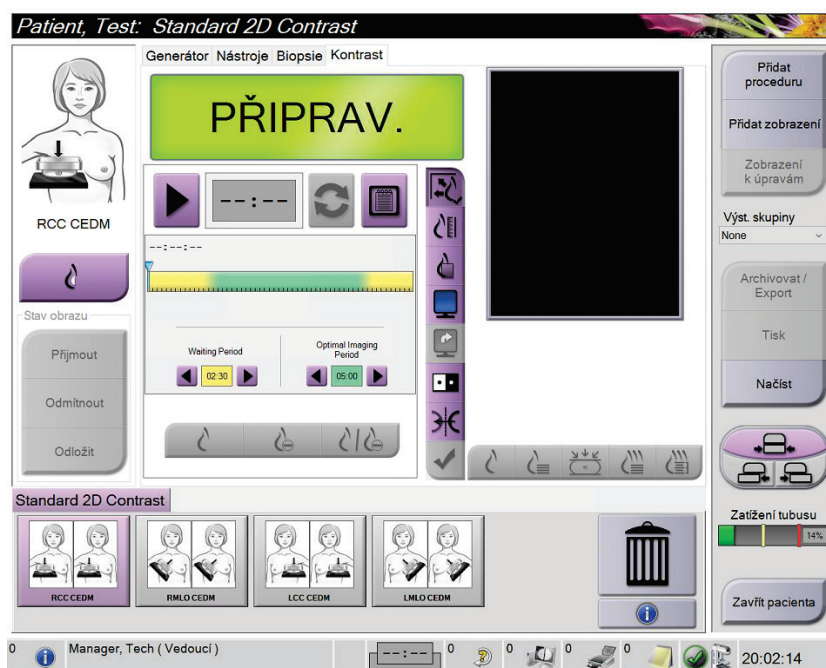 Patient, Test: Standard 2D Contrast
Generátor Nástroje Biopsie Kontrast
PŘIPRAV.
RCC CEDM
--:--
--:--:--
Waiting Period
Optimal Imaging
Period
02:30
05:00
Stav obrazu
Přijmout
Odmítnout
Odložit
Přidat
proceduru
Přidat zobrazení
Zobrazení
k úpravám
Výst. skupiny
None
Archivovat /
Export
Tisk
Načíst
Zatížení tubusu
14%
Zavřít pacienta
Standard 2D Contrast
RCC CEDM
RMLO CEDM
LCC CEDM
LMLO CEDM
0 Manager, Tech ( Vedoucí ) --:-- 0 0 0 0 20:02:14